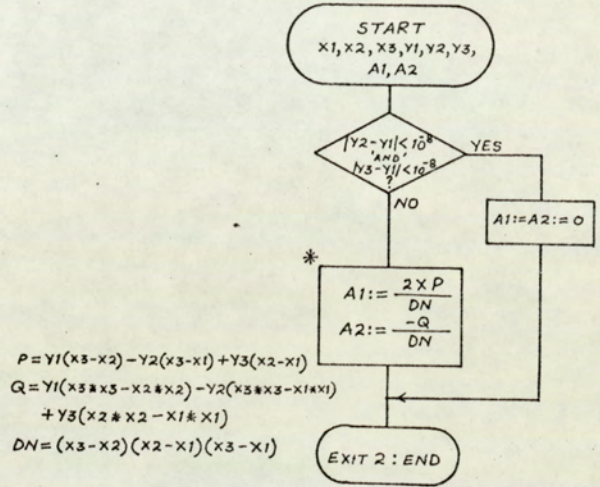 START
X1, X2, X3, Y1, Y2, Y3,
A1, A2
|Y2-Y1|<10^-8
'AND'
|Y3-Y1|<10^-8
?
YES
NO
A1:=A2:=0
*
A1:= 2XP
DN
A2:= -Q
DN
P=Y1(X3-X2)-Y2(X3-X1)+Y3(X2-X1)
Q=Y1(X3*X3-X2*X2)-Y2(X3*X3-X1*X1)
+Y3(X2*X2-X1*X1)
DN=(X3-X2)(X2-X1)(X3-X1)
EXIT 2: END